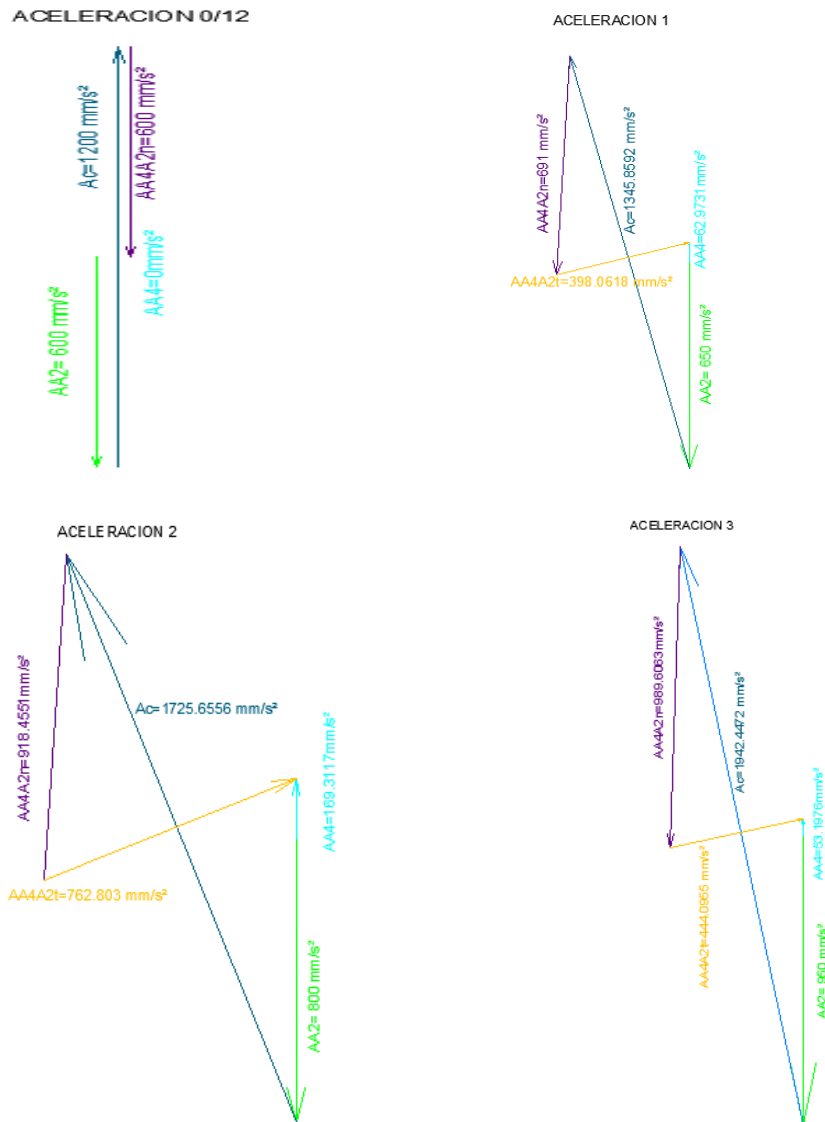 ACELERACION 0/12
Ac=1200 mm/s²
AA4A2n=600 mm/s²
AA4=0mm/s²
AA2= 600 mm/s²
ACELERACION 1
AA4A2n=691 mm/s²
Ac=1345.8592 mm/s²
AA4=62.9731mm/s²
AA4A2t=398.0618 mm/s²
AA2= 650 mm/s²
ACELERACION 2
AA4A2n=918.4551mm/s²
Ac=1725.6556 mm/s²
AA4=169.3117mm/s²
AA4A2t=762.803 mm/s²
AA2= 800 mm/s²
ACELERACION 3
AA4A2n=989.6063mm/s²
Ac=1942.4472 mm/s²
AA4=53.1976mm/s²
AA4A2t=444.0955 mm/s²
AA2= 950 mm/s²